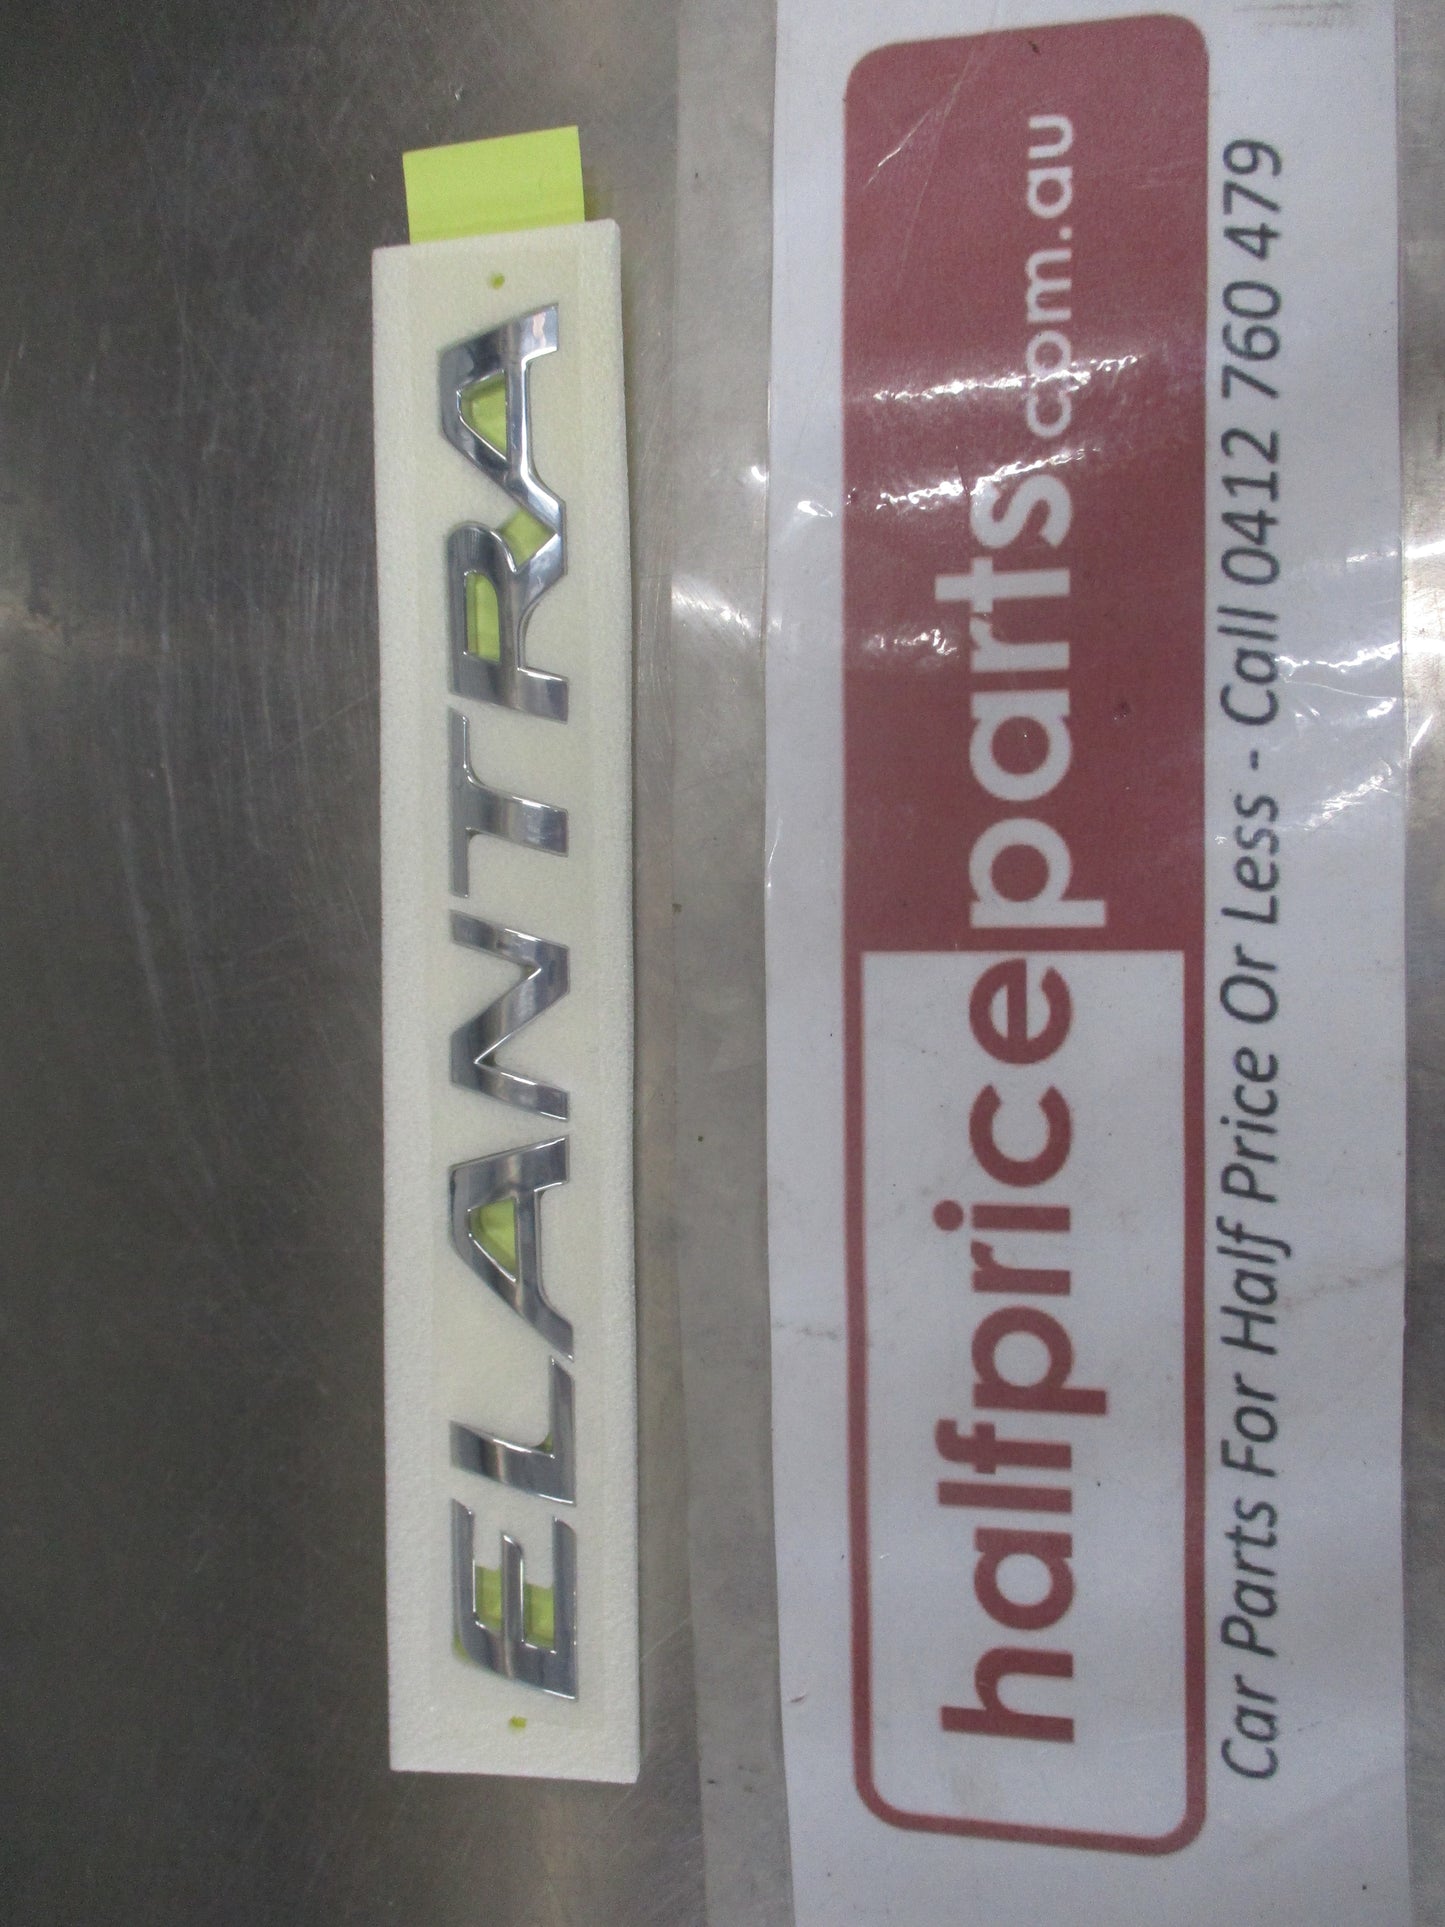 ELANTRA
halfpriceparts.com.au
Car Parts For Half Price Or Less - Call 0412 760 479